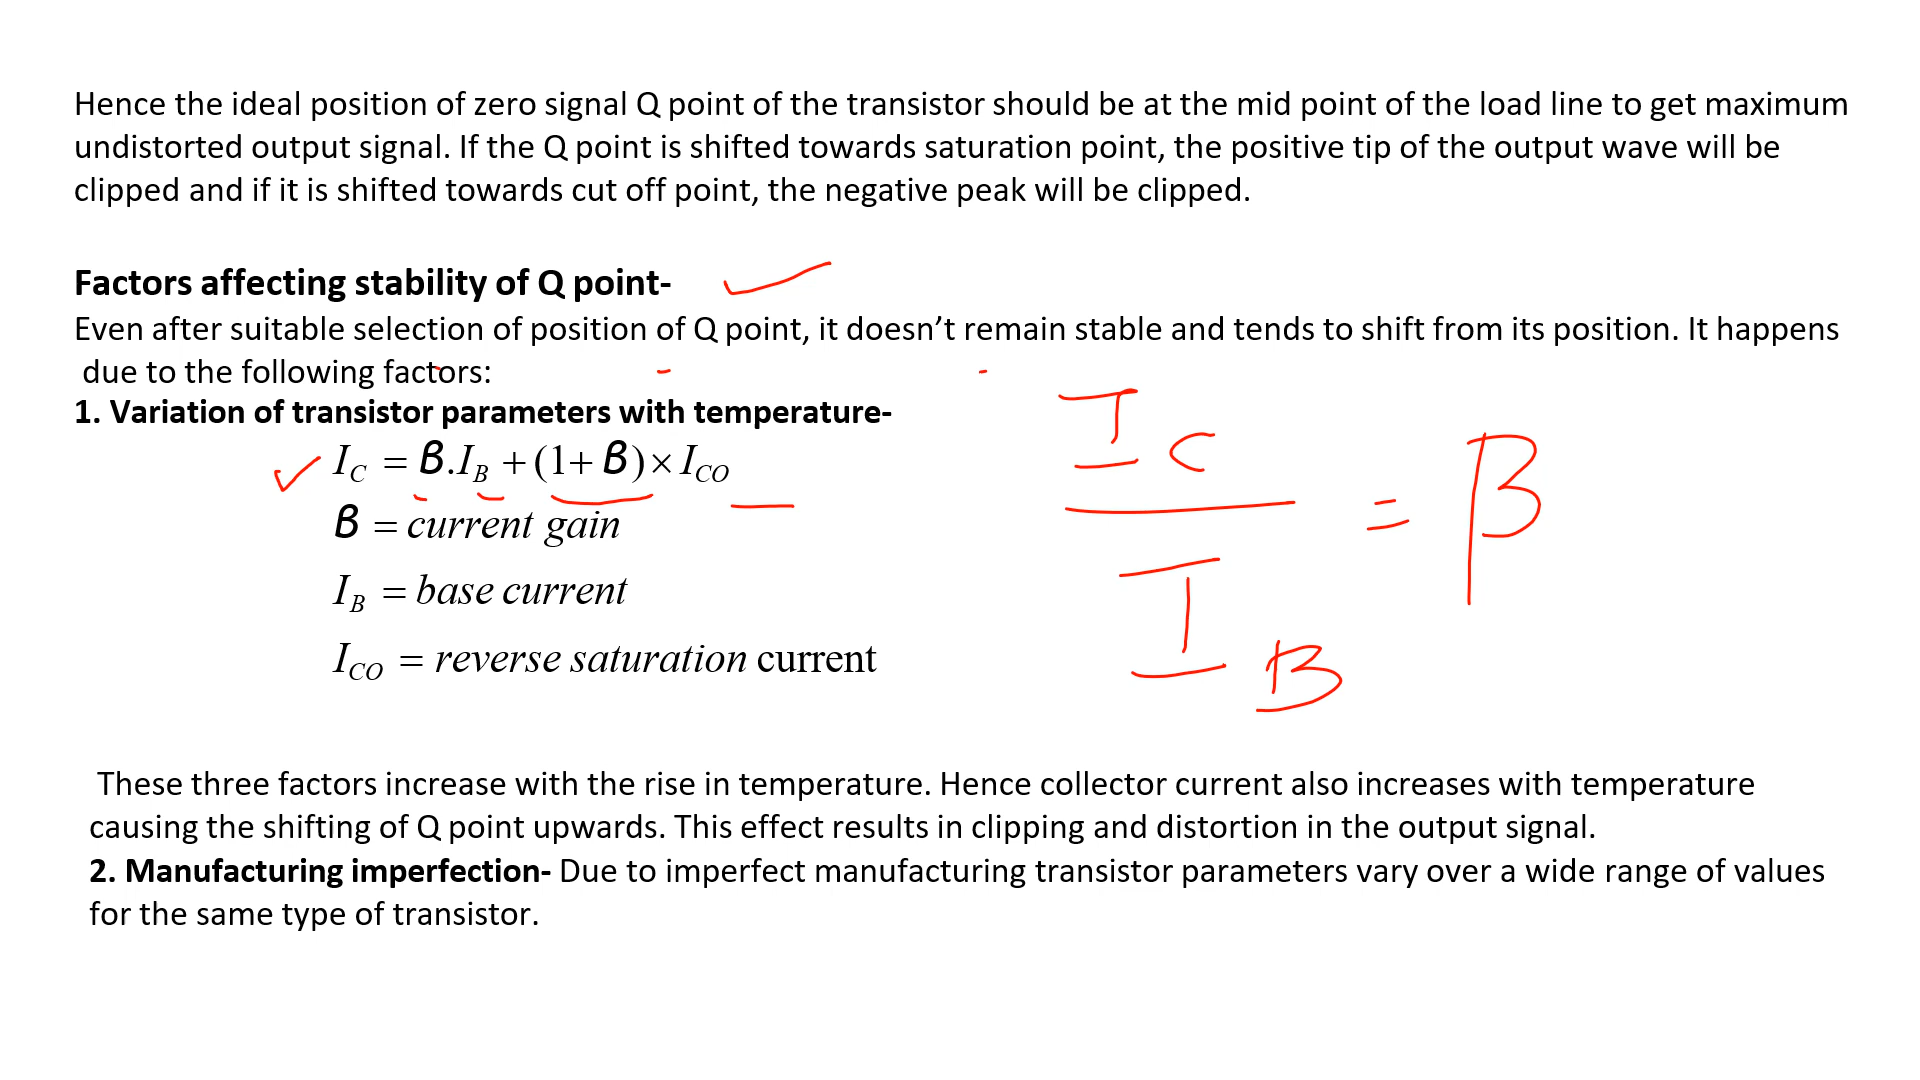 Hence the ideal position of zero signal Q point of the transistor should be at the mid point of the load line to get maximum
undistorted output signal. If the Q point is shifted towards saturation point, the positive tip of the output wave will be
clipped and if it is shifted towards cut off point, the negative peak will be clipped.
Factors affecting stability of Q point-
Even after suitable selection of position of Q point, it doesn’t remain stable and tends to shift from its position. It happens
due to the following factors:
1. Variation of transistor parameters with temperature-
I_C = β.I_B + (1+ β) × I_CO
β = current gain
I_B = base current
I_CO = reverse saturation current
I_C / I_B = β
These three factors increase with the rise in temperature. Hence collector current also increases with temperature
causing the shifting of Q point upwards. This effect results in clipping and distortion in the output signal.
2. Manufacturing imperfection- Due to imperfect manufacturing transistor parameters vary over a wide range of values
for the same type of transistor.